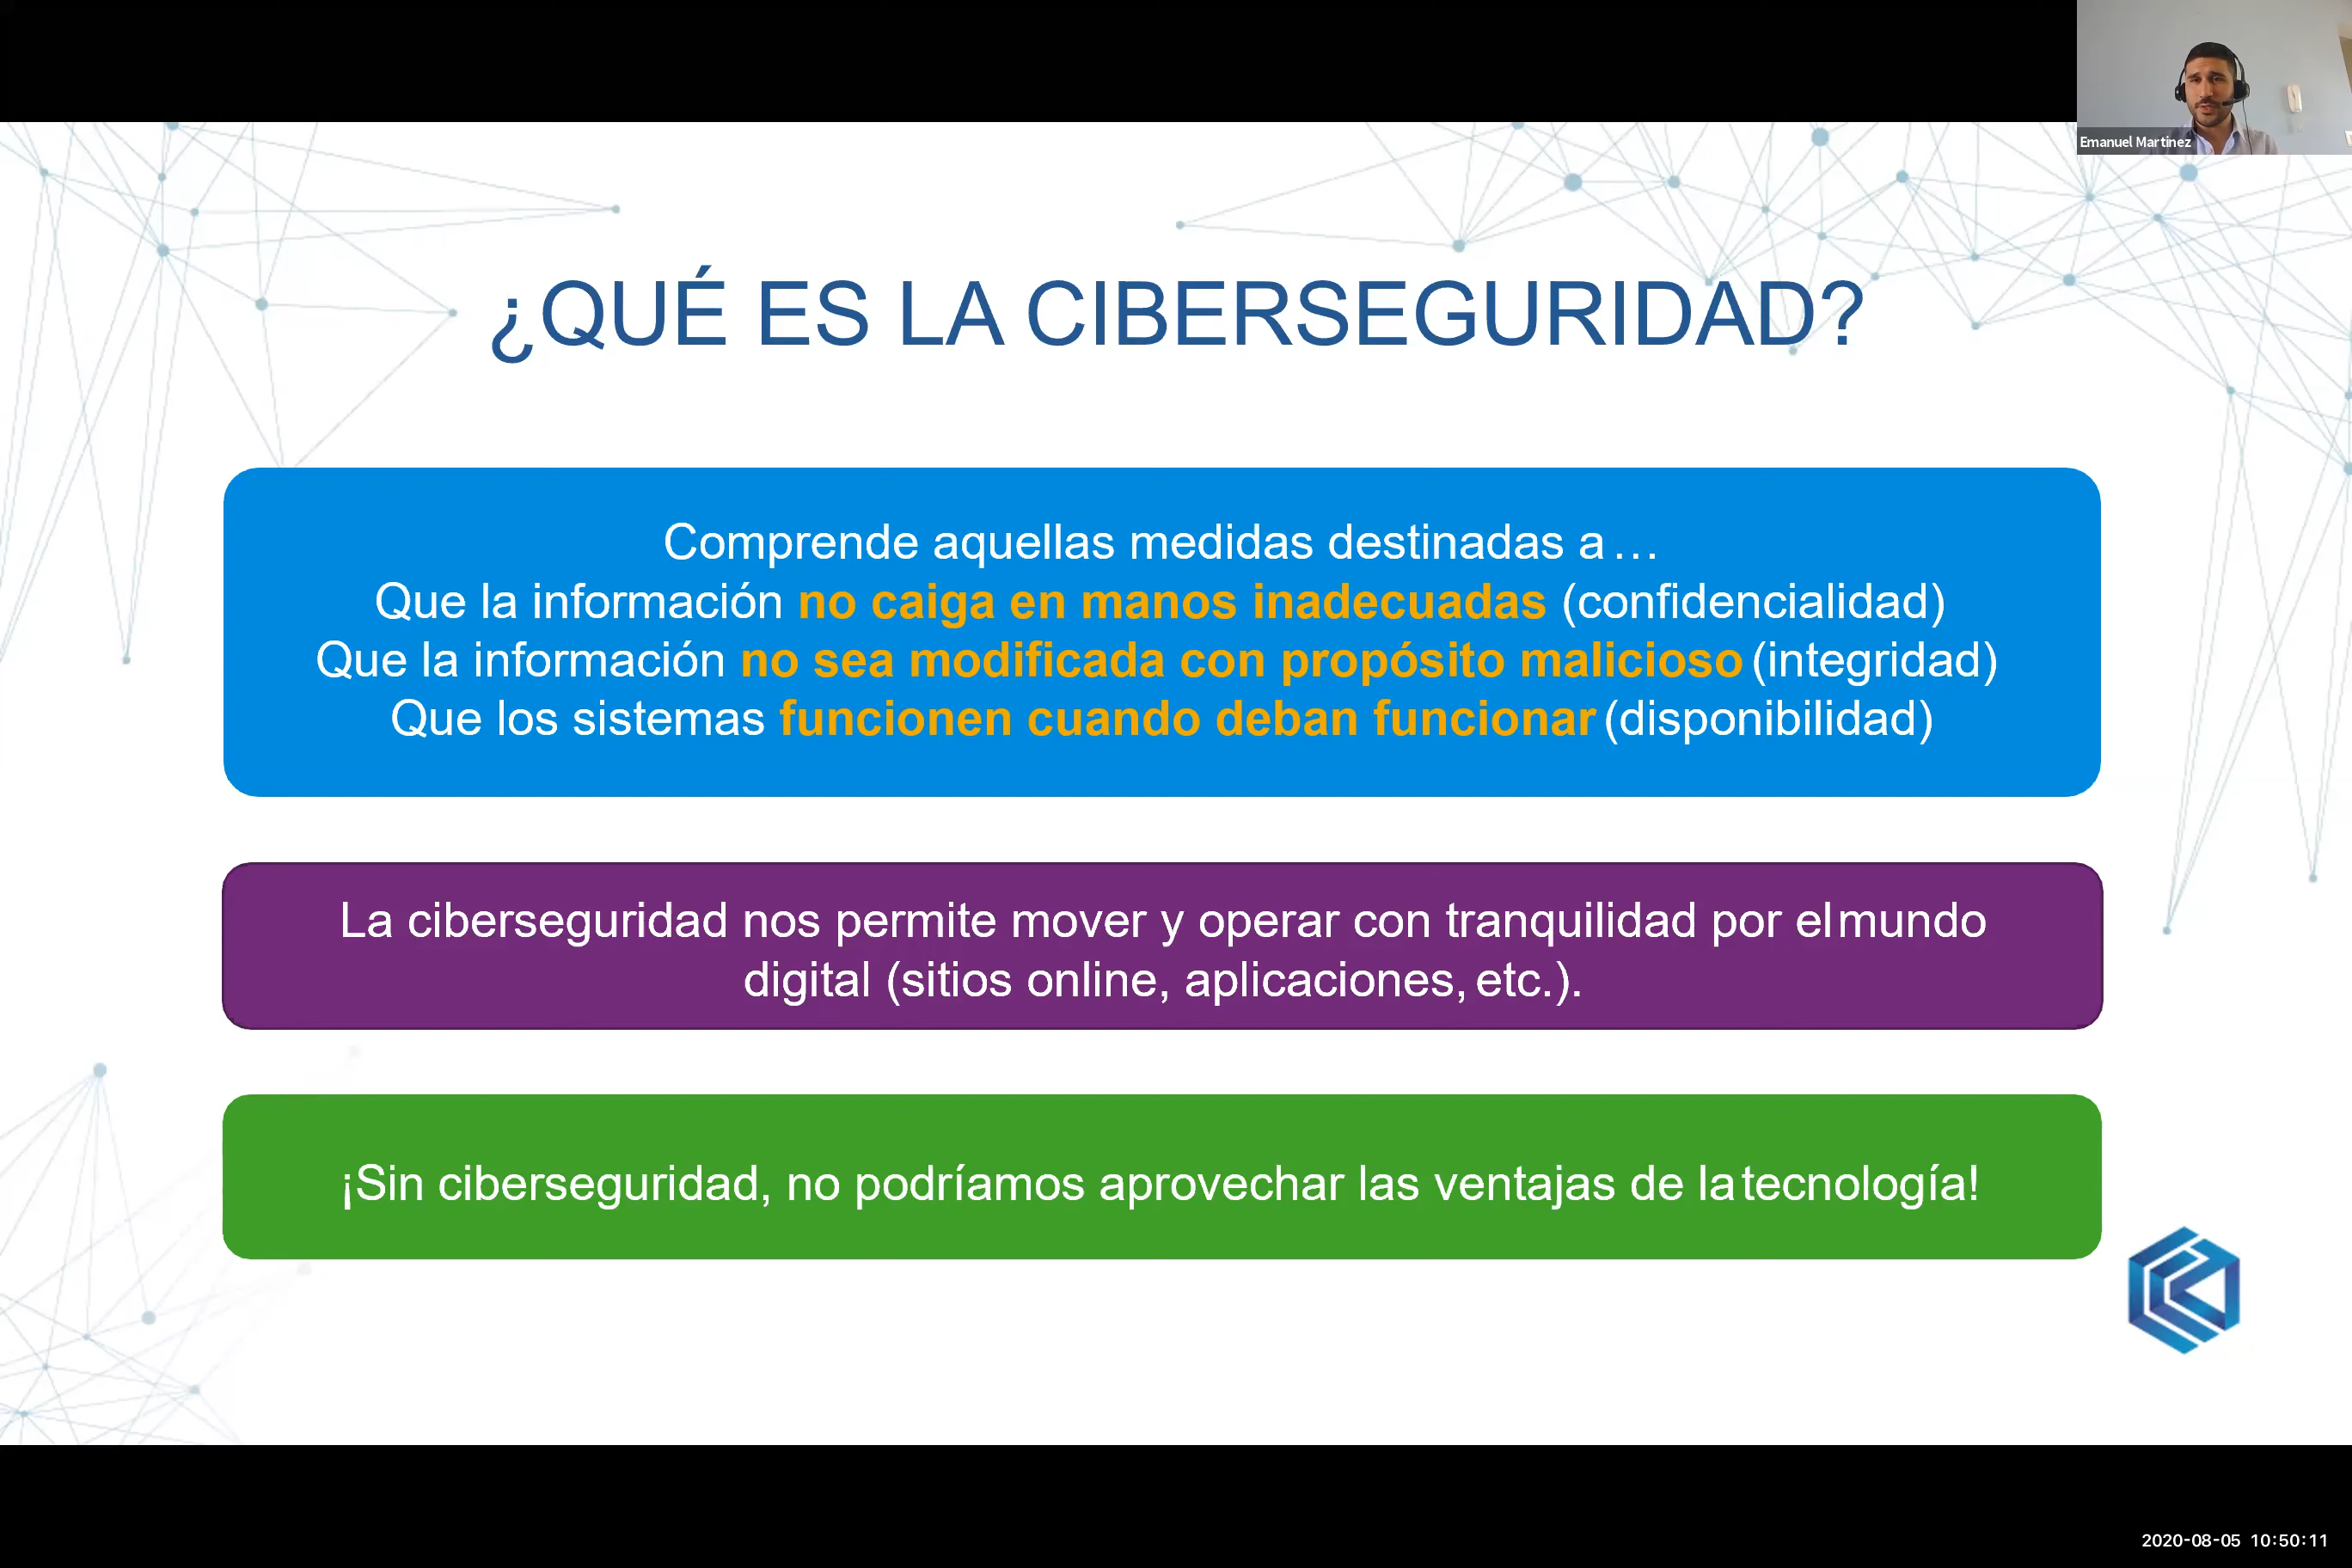 Emanuel Martinez
¿QUÉ ES LA CIBERSEGURIDAD?
Comprende aquellas medidas destinadas a…
Que la información no caiga en manos inadecuadas (confidencialidad)
Que la información no sea modificada con propósito malicioso (integridad)
Que los sistemas funcionen cuando deban funcionar (disponibilidad)
La ciberseguridad nos permite mover y operar con tranquilidad por el mundo
digital (sitios online, aplicaciones, etc.).
¡Sin ciberseguridad, no podríamos aprovechar las ventajas de la tecnología!
2020-08-05 10:50:11